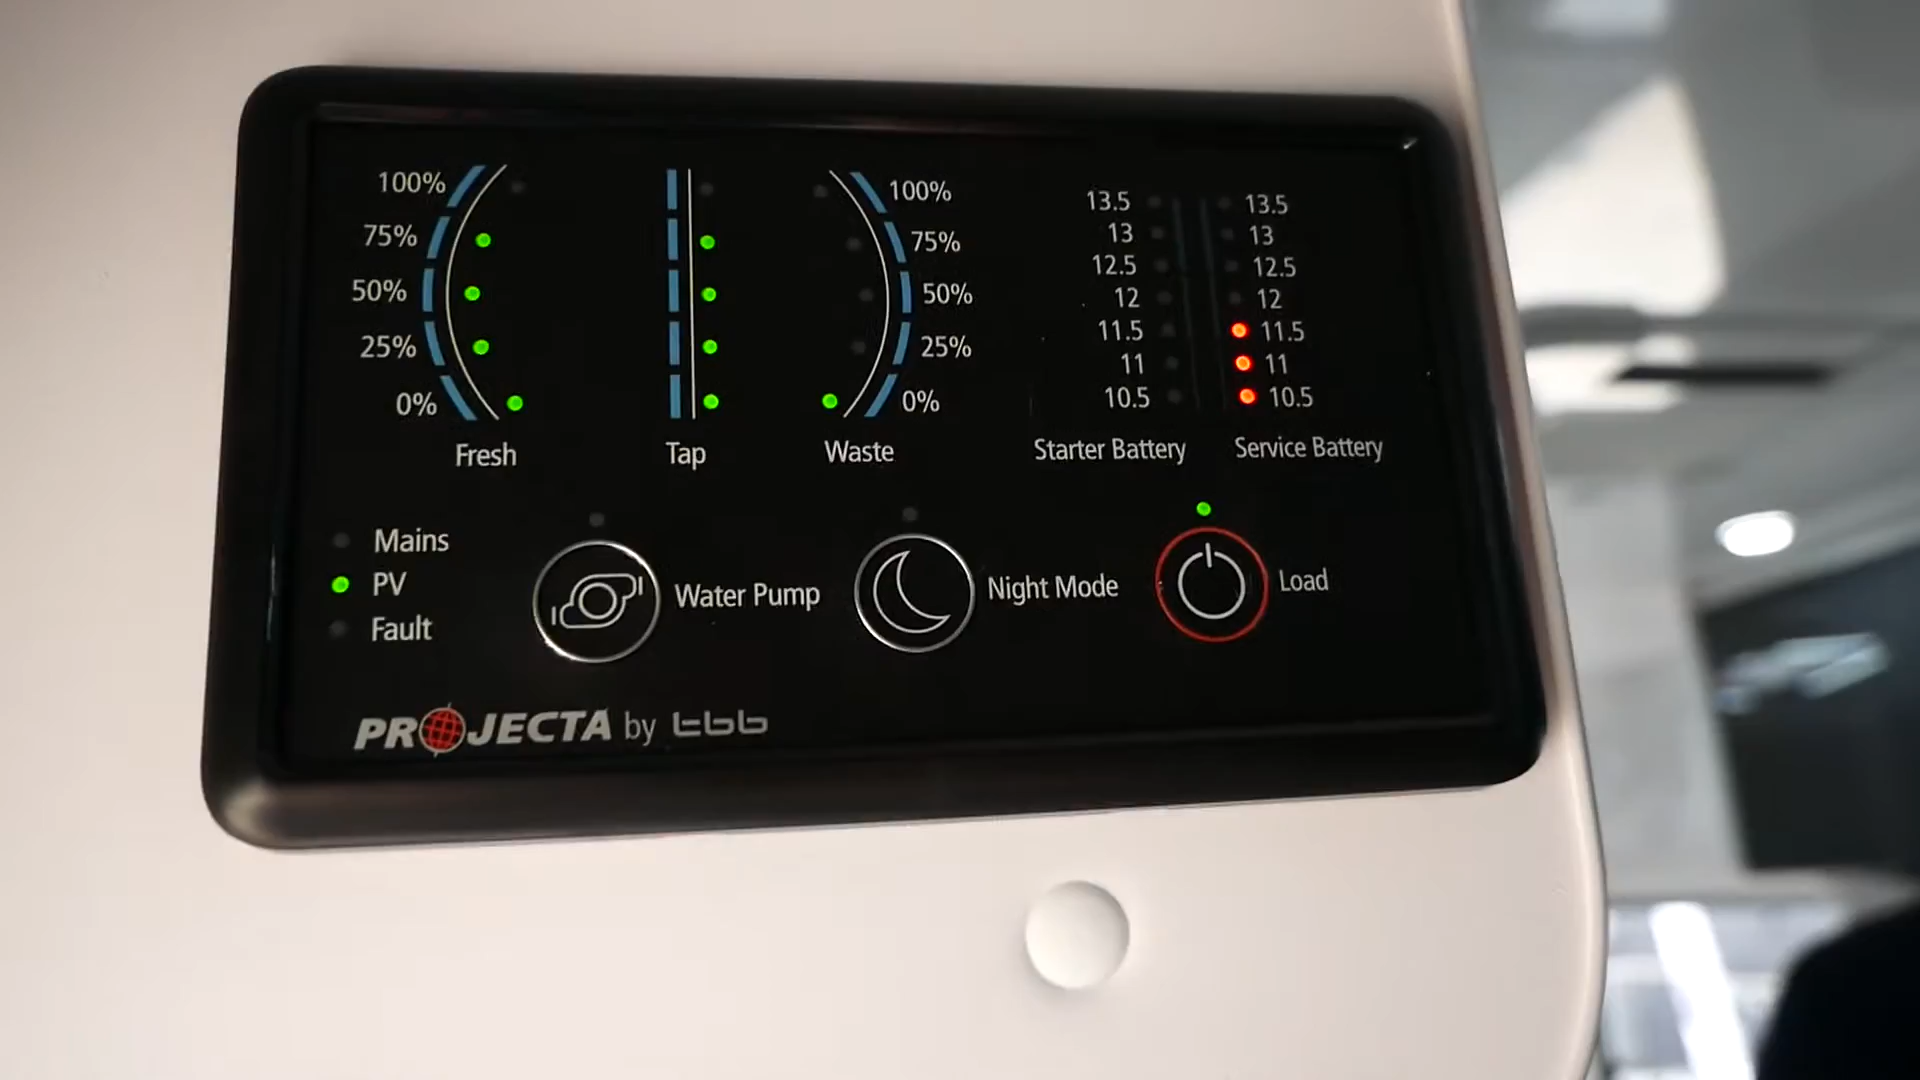 100%
75%
50%
25%
0%
Fresh
Tap
100%
75%
50%
25%
0%
Waste
13.5
13
12.5
12
11.5
11
10.5
Starter Battery
13.5
13
12.5
12
11.5
11
10.5
Service Battery
Mains
PV
Fault
Water Pump
Night Mode
Load
PROJECTA by tbb